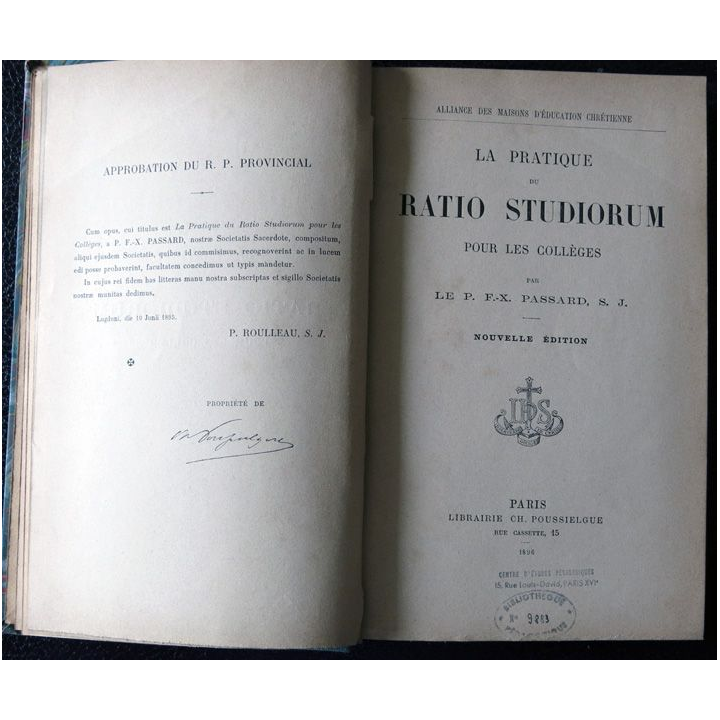 APPROBATION DU R. P. PROVINCIAL
Cum opus, cui titulus est La Pratique du Ratio Studiorum pour les
Collèges, a P. F.-X. PASSARD, nostræ Societatis Sacerdote, compositum,
aliqui ejusdem Societatis, quibus id commisimus, recognoverint ac in lucem
edi posse probaverint, facultatem concedimus ut typis mandetur.
In cujus rei fidem has litteras manu nostra subscriptas et sigillo Societatis
nostræ munitas dedimus.
Lugduni, die 19 Junii 1895.
P. ROULLEAU, S. J.
PROPRIÉTÉ DE
ALLIANCE DES MAISONS D'ÉDUCATION CHRÉTIENNE
LA PRATIQUE
DU
RATIO STUDIORUM
POUR LES COLLÈGES
PAR
LE P. F.-X. PASSARD, S. J.
NOUVELLE ÉDITION
IHS
PARIS
LIBRAIRIE CH. POUSSIELGUE
RUE CASSETTE, 15
1896
CENTRE D'ÉTUDES PÉDAGOGIQUES
15, Rue Louis-David, PARIS XVIe
BIBLIOTHÈQUE